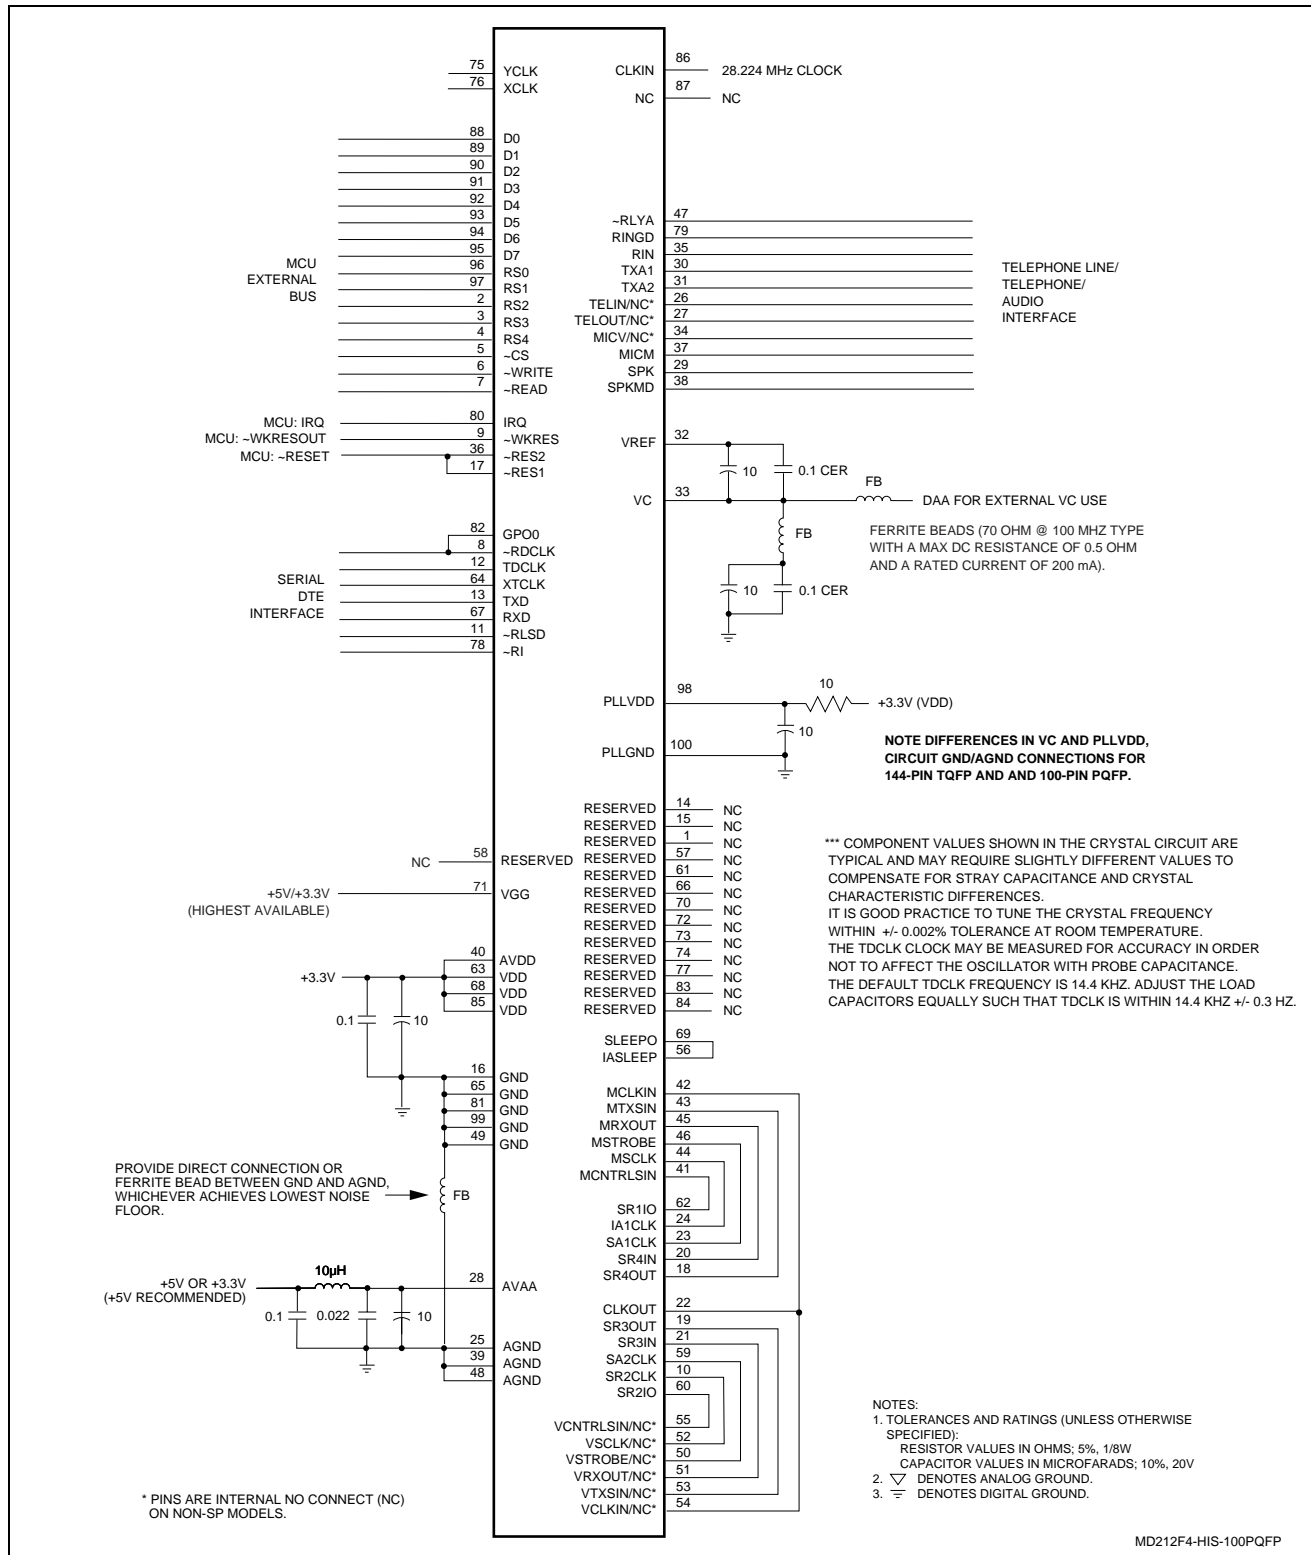 75 YCLK
76 XCLK
88 D0
89 D1
90 D2
91 D3
92 D4
93 D5
94 D6
95 D7
96 RS0
97 RS1
2 RS2
3 RS3
4 RS4
5 ~CS
6 ~WRITE
7 ~READ
MCU
EXTERNAL
BUS
MCU: IRQ 80 IRQ
MCU: ~WKRESOUT 9 ~WKRES
MCU: ~RESET 36 ~RES2
17 ~RES1
82 GPO0
8 ~RDCLK
12 TDCLK
64 XTCLK
13 TXD
67 RXD
11 ~RLSD
78 ~RI
SERIAL
DTE
INTERFACE
NC 58 RESERVED
+5V/+3.3V 71 VGG
(HIGHEST AVAILABLE)
40 AVDD
+3.3V 63 VDD
68 VDD
85 VDD
0.1 10
16 GND
65 GND
81 GND
99 GND
49 GND
PROVIDE DIRECT CONNECTION OR
FERRITE BEAD BETWEEN GND AND AGND,
WHICHEVER ACHIEVES LOWEST NOISE
FLOOR.
FB
10µH
+5V OR +3.3V 28 AVAA
(+5V RECOMMENDED)
0.1 0.022 10
25 AGND
39 AGND
48 AGND
* PINS ARE INTERNAL NO CONNECT (NC)
ON NON-SP MODELS.
CLKIN 86 28.224 MHz CLOCK
NC 87 NC
~RLYA 47
RINGD 79
RIN 35
TXA1 30
TXA2 31
TELIN/NC* 26
TELOUT/NC* 27
MICV/NC* 34
MICM 37
SPK 29
SPKMD 38
TELEPHONE LINE/
TELEPHONE/
AUDIO
INTERFACE
VREF 32
10 0.1 CER
VC 33 FB DAA FOR EXTERNAL VC USE
FB
10 0.1 CER
FERRITE BEADS (70 OHM @ 100 MHZ TYPE
WITH A MAX DC RESISTANCE OF 0.5 OHM
AND A RATED CURRENT OF 200 mA).
PLLVDD 98 10 +3.3V (VDD)
10
PLLGND 100
NOTE DIFFERENCES IN VC AND PLLVDD,
CIRCUIT GND/AGND CONNECTIONS FOR
144-PIN TQFP AND AND 100-PIN PQFP.
RESERVED 14 NC
RESERVED 15 NC
RESERVED 1 NC
RESERVED 57 NC
RESERVED 61 NC
RESERVED 66 NC
RESERVED 70 NC
RESERVED 72 NC
RESERVED 73 NC
RESERVED 74 NC
RESERVED 77 NC
RESERVED 83 NC
RESERVED 84 NC
*** COMPONENT VALUES SHOWN IN THE CRYSTAL CIRCUIT ARE
TYPICAL AND MAY REQUIRE SLIGHTLY DIFFERENT VALUES TO
COMPENSATE FOR STRAY CAPACITANCE AND CRYSTAL
CHARACTERISTIC DIFFERENCES.
IT IS GOOD PRACTICE TO TUNE THE CRYSTAL FREQUENCY
WITHIN +/- 0.002% TOLERANCE AT ROOM TEMPERATURE.
THE TDCLK CLOCK MAY BE MEASURED FOR ACCURACY IN ORDER
NOT TO AFFECT THE OSCILLATOR WITH PROBE CAPACITANCE.
THE DEFAULT TDCLK FREQUENCY IS 14.4 KHZ. ADJUST THE LOAD
CAPACITORS EQUALLY SUCH THAT TDCLK IS WITHIN 14.4 KHZ +/- 0.3 HZ.
SLEEPO 69
IASLEEP 56
MCLKIN 42
MTXSIN 43
MRXOUT 45
MSTROBE 46
MSCLK 44
MCNTRLSIN 41
SR1IO 62
IA1CLK 24
SA1CLK 23
SR4IN 20
SR4OUT 18
CLKOUT 22
SR3OUT 19
SR3IN 21
SA2CLK 59
SR2CLK 10
SR2IO 60
VCNTRLSIN/NC* 55
VSCLK/NC* 52
VSTROBE/NC* 50
VRXOUT/NC* 51
VTXSIN/NC* 53
VCLKIN/NC* 54
NOTES:
1. TOLERANCES AND RATINGS (UNLESS OTHERWISE
SPECIFIED):
RESISTOR VALUES IN OHMS; 5%, 1/8W
CAPACITOR VALUES IN MICROFARADS; 10%, 20V
2. DENOTES ANALOG GROUND.
3. DENOTES DIGITAL GROUND.
MD212F4-HIS-100PQFP